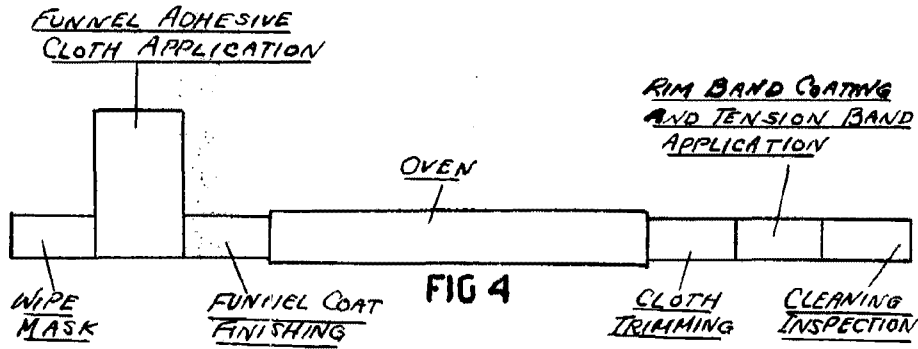 FUNNEL ADHESIVE
CLOTH APPLICATION
RIM BAND COATING
AND TENSION BAND
APPLICATION
OVEN
WIPE
MASK
FUNNEL COAT
FINISHING
FIG 4
CLOTH
TRIMMING
CLEANING
INSPECTION